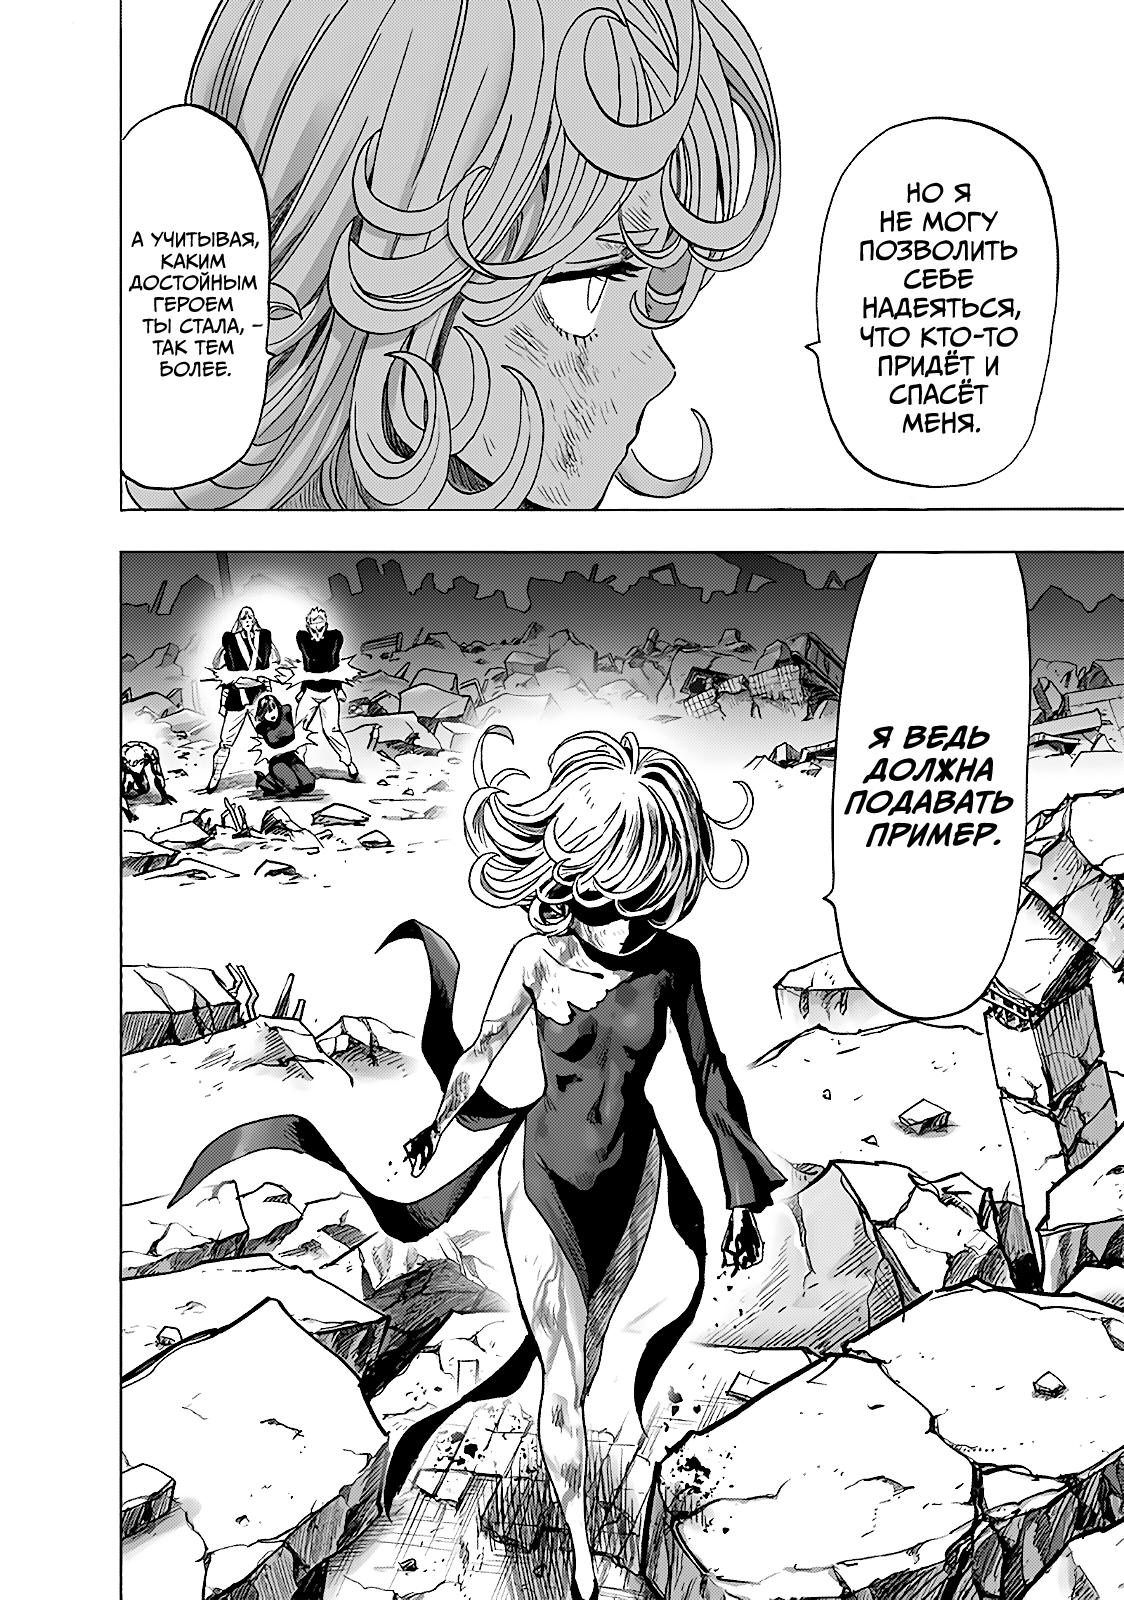 НО Я
НЕ МОГУ
ПОЗВОЛИТЬ
СЕБЕ
НАДЕЯТЬСЯ,
ЧТО КТО-ТО
ПРИДЁТ И
СПАСЁТ
МЕНЯ.
А УЧИТЫВАЯ,
КАКИМ
ДОСТОЙНЫМ
ГЕРОЕМ
ТЫ СТАЛА, –
ТАК ТЕМ
БОЛЕЕ.
Я ВЕДЬ
ДОЛЖНА
ПОДАВАТЬ
ПРИМЕР.